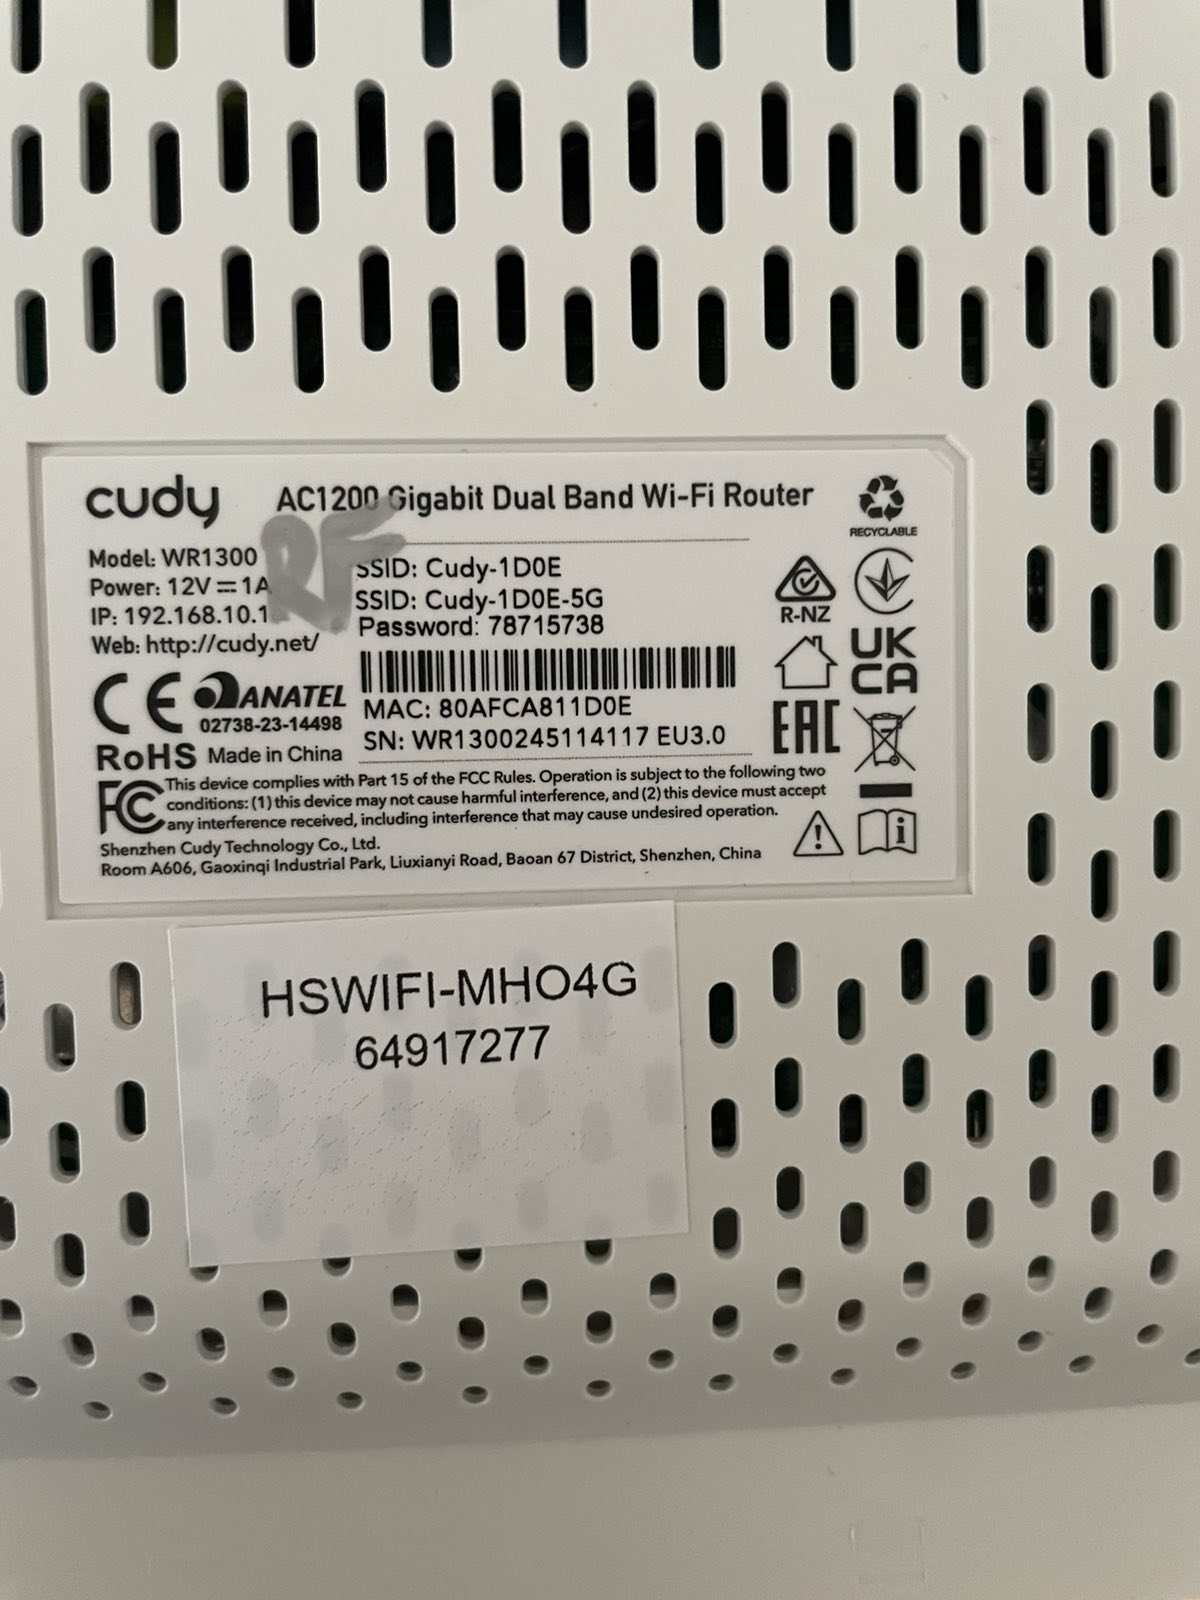 cudy AC1200 Gigabit Dual Band Wi-Fi Router
RECYCLABLE
RF
Model: WR1300
Power: 12V⎓1A
IP: 192.168.10.1
Web: http://cudy.net/
SSID: Cudy-1D0E
SSID: Cudy-1D0E-5G
Password: 78715738
MAC: 80AFCA811D0E
SN: WR1300245114117 EU3.0
R-NZ
UK
CA
EAC
CE ANATEL
02738-23-14498
RoHS Made in China
FC This device complies with Part 15 of the FCC Rules. Operation is subject to the following two
conditions: (1) this device may not cause harmful interference, and (2) this device must accept
any interference received, including interference that may cause undesired operation.
Shenzhen Cudy Technology Co., Ltd.
Room A606, Gaoxinqi Industrial Park, Liuxianyi Road, Baoan 67 District, Shenzhen, China
HSWIFI-MHO4G
64917277